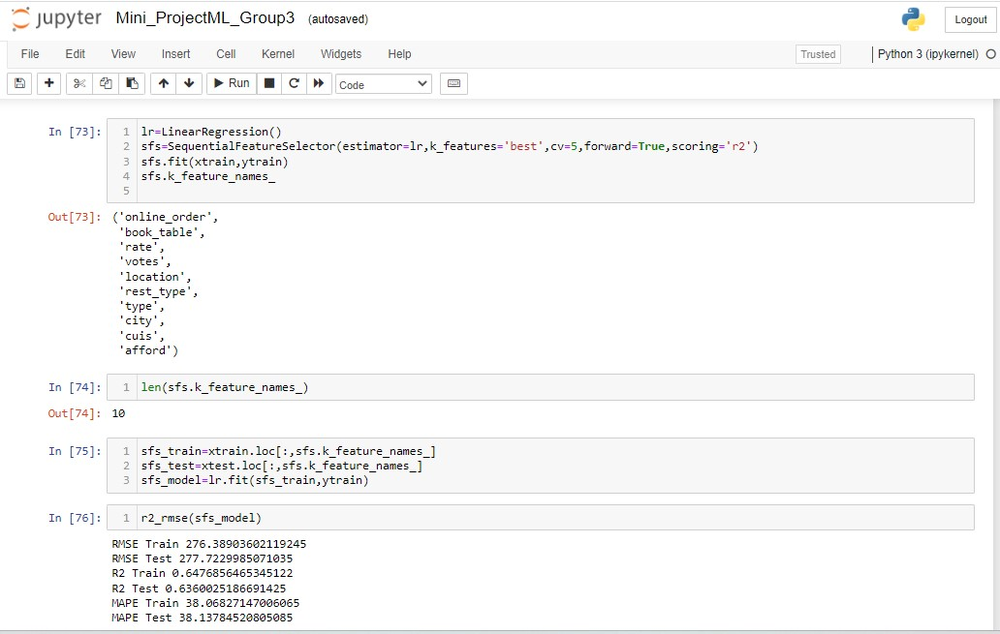 jupyter Mini_ProjectML_Group3 (autosaved)
Logout
File Edit View Insert Cell Kernel Widgets Help
Trusted
Python 3 (ipykernel)
Run
Code
In [73]:
1 lr=LinearRegression()
2 sfs=SequentialFeatureSelector(estimator=lr,k_features='best',cv=5,forward=True,scoring='r2')
3 sfs.fit(xtrain,ytrain)
4 sfs.k_feature_names_
5
Out[73]: ('online_order',
'book_table',
'rate',
'votes',
'location',
'rest_type',
'type',
'city',
'cuis',
'afford')
In [74]: 1 len(sfs.k_feature_names_)
Out[74]: 10
In [75]:
1 sfs_train=xtrain.loc[:,sfs.k_feature_names_]
2 sfs_test=xtest.loc[:,sfs.k_feature_names_]
3 sfs_model=lr.fit(sfs_train,ytrain)
In [76]: 1 r2_rmse(sfs_model)
RMSE Train 276.38903602119245
RMSE Test 277.7229985071035
R2 Train 0.6476856465345122
R2 Test 0.6360025186691425
MAPE Train 38.06827147006065
MAPE Test 38.13784520805085